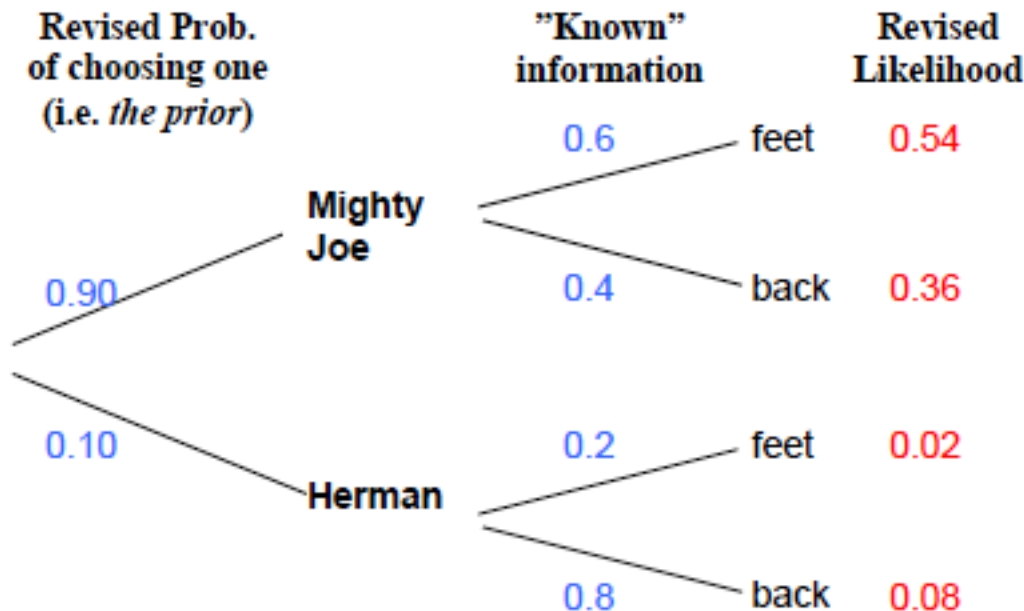 Revised Prob.
of choosing one
(i.e. the prior)
”Known”
information
Revised
Likelihood
0.6
feet
0.54
Mighty
Joe
0.90
0.4
back
0.36
0.10
0.2
feet
0.02
Herman
0.8
back
0.08